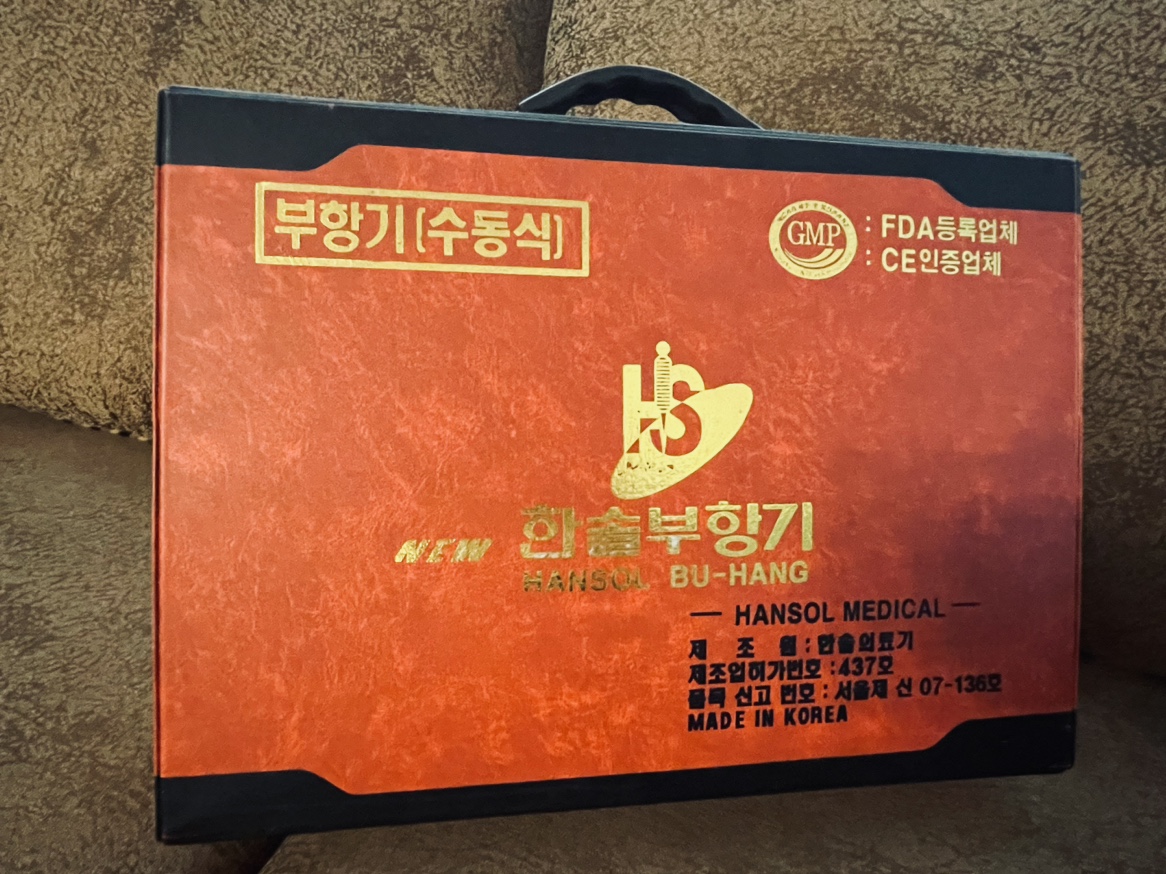 부항기(수동식)
GMP
: FDA등록업체
: CE인증업체
HS
NEW 한솔부항기
HANSOL BU-HANG
— HANSOL MEDICAL —
제 조 원 : 한솔의료기
제조업허가번호 : 437호
품목 신고 번호 : 서울제 신 07-136호
MADE IN KOREA